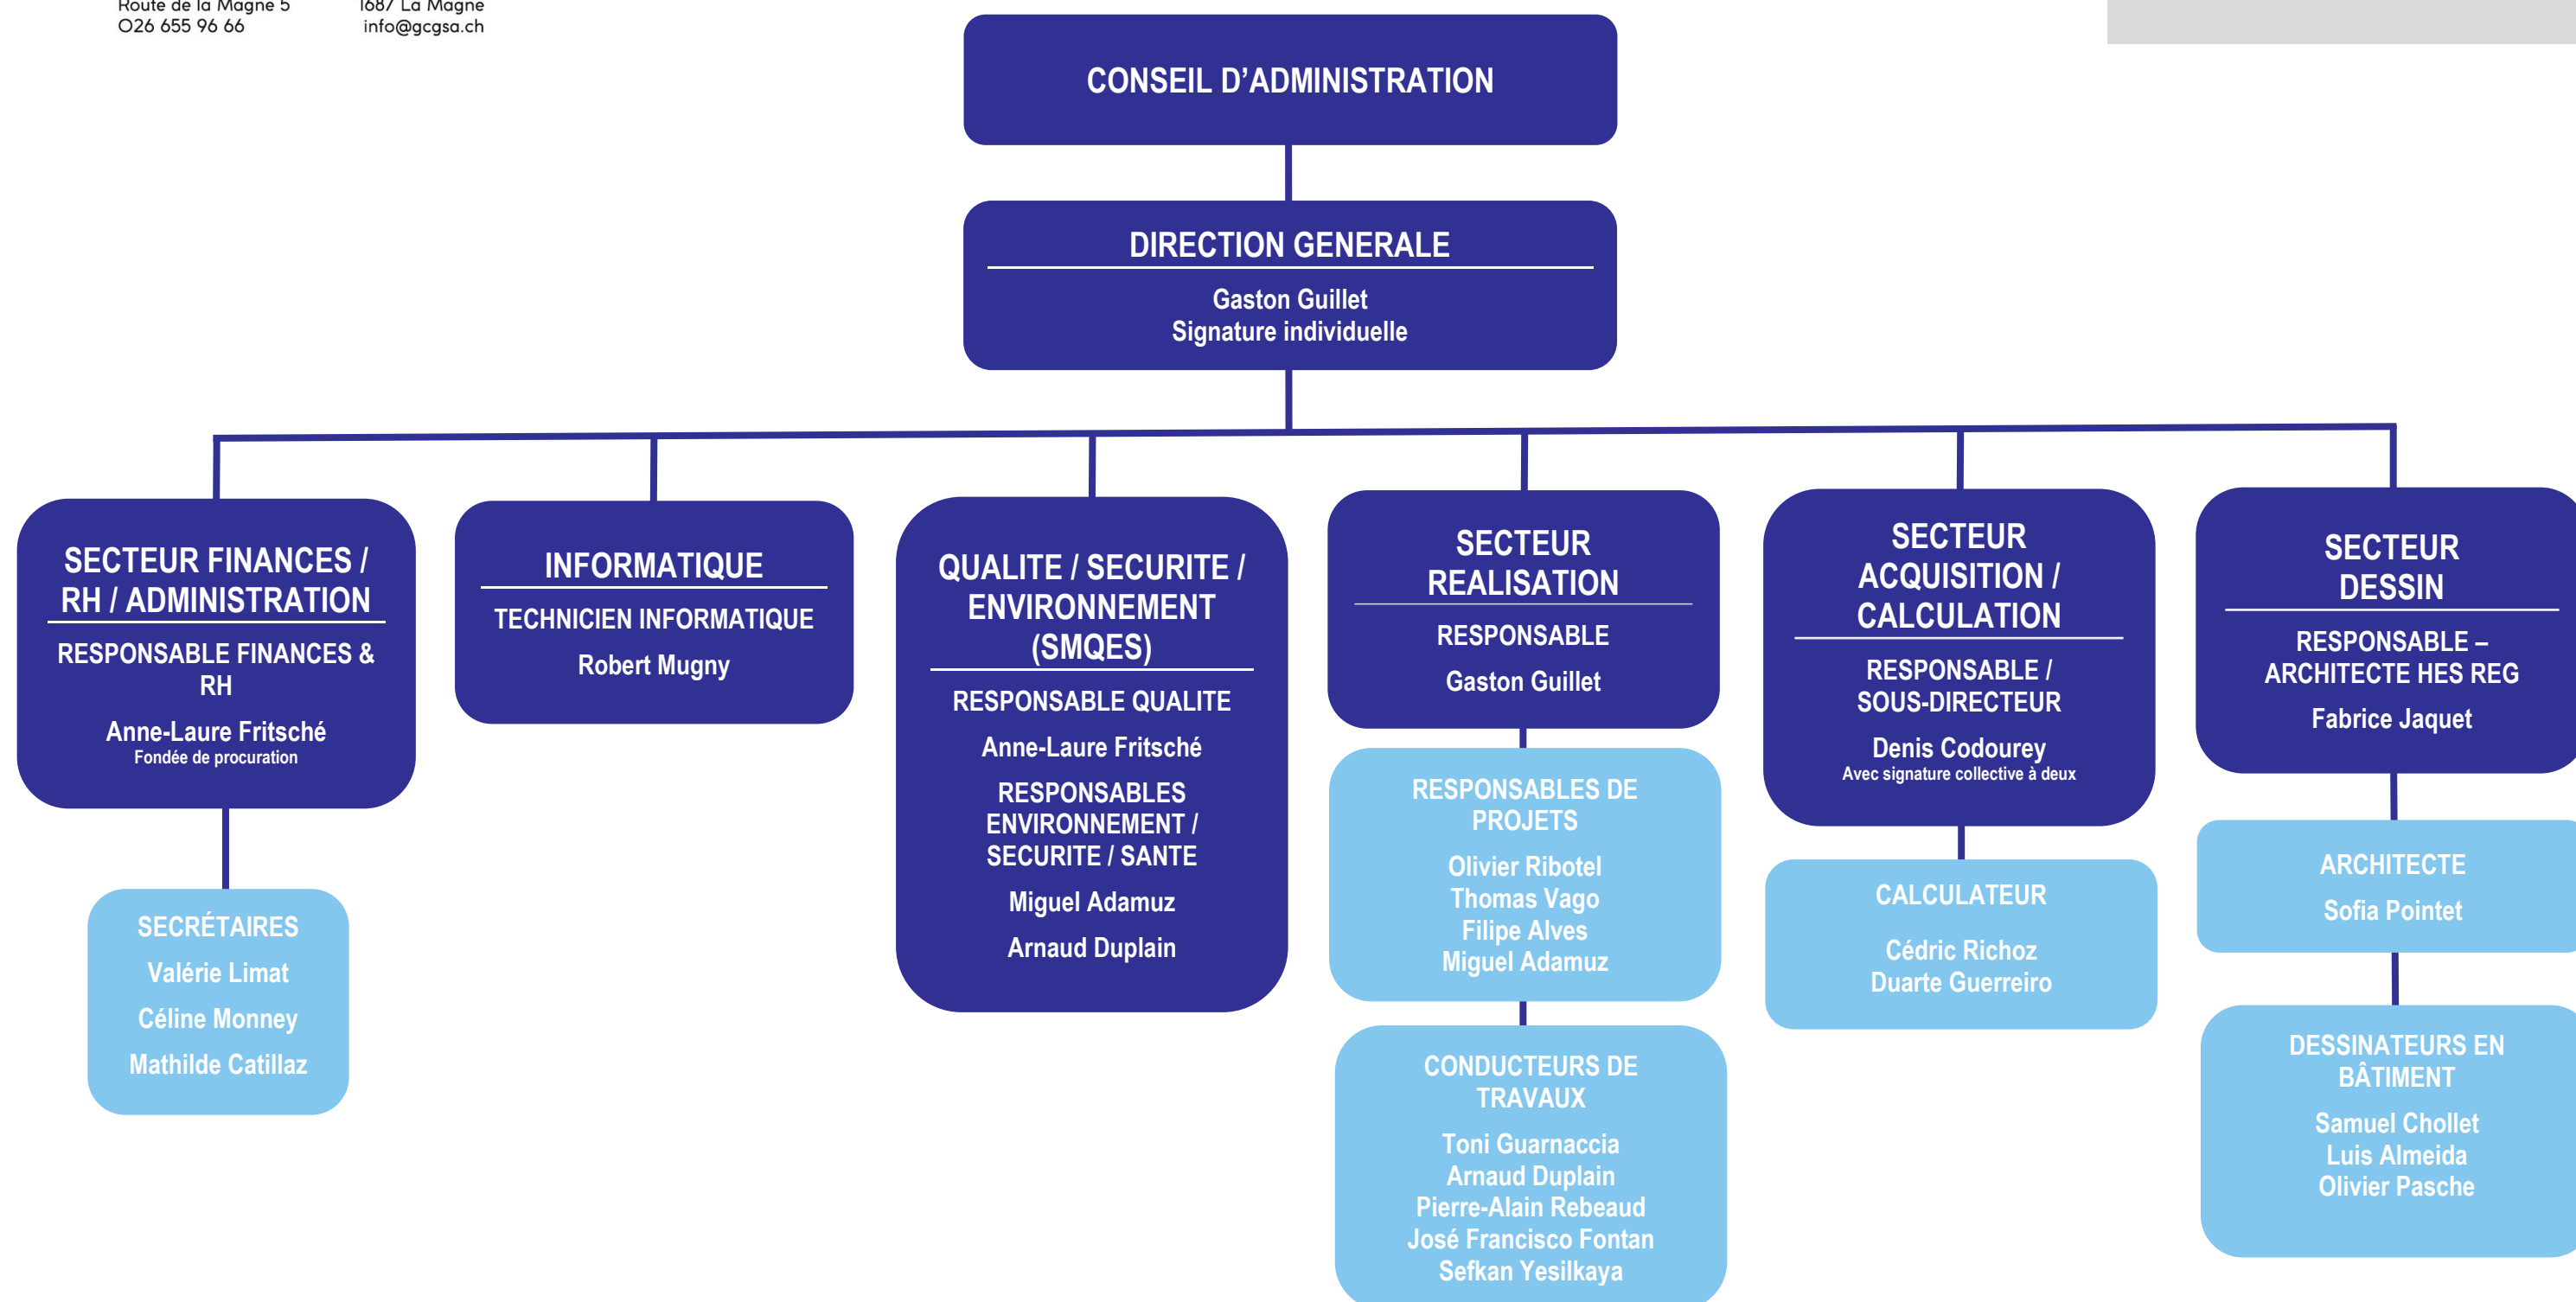 Route de la Magne 5
1687 La Magne
026 655 96 66
info@gcgsa.ch
CONSEIL D’ADMINISTRATION
DIRECTION GENERALE
Gaston Guillet
Signature individuelle
SECTEUR FINANCES /
RH / ADMINISTRATION
RESPONSABLE FINANCES &
RH
Anne-Laure Fritsché
Fondée de procuration
SECRÉTAIRES
Valérie Limat
Céline Monney
Mathilde Catillaz
INFORMATIQUE
TECHNICIEN INFORMATIQUE
Robert Mugny
QUALITE / SECURITE /
ENVIRONNEMENT
(SMQES)
RESPONSABLE QUALITE
Anne-Laure Fritsché
RESPONSABLES
ENVIRONNEMENT /
SECURITE / SANTE
Miguel Adamuz
Arnaud Duplain
SECTEUR
REALISATION
RESPONSABLE
Gaston Guillet
RESPONSABLES DE
PROJETS
Olivier Ribotel
Thomas Vago
Filipe Alves
Miguel Adamuz
CONDUCTEURS DE
TRAVAUX
Toni Guarnaccia
Arnaud Duplain
Pierre-Alain Rebeaud
José Francisco Fontan
Sefkan Yesilkaya
SECTEUR
ACQUISITION /
CALCULATION
RESPONSABLE /
SOUS-DIRECTEUR
Denis Codourey
Avec signature collective à deux
CALCULATEUR
Cédric Richoz
Duarte Guerreiro
SECTEUR
DESSIN
RESPONSABLE –
ARCHITECTE HES REG
Fabrice Jaquet
ARCHITECTE
Sofia Pointet
DESSINATEURS EN
BÂTIMENT
Samuel Chollet
Luis Almeida
Olivier Pasche